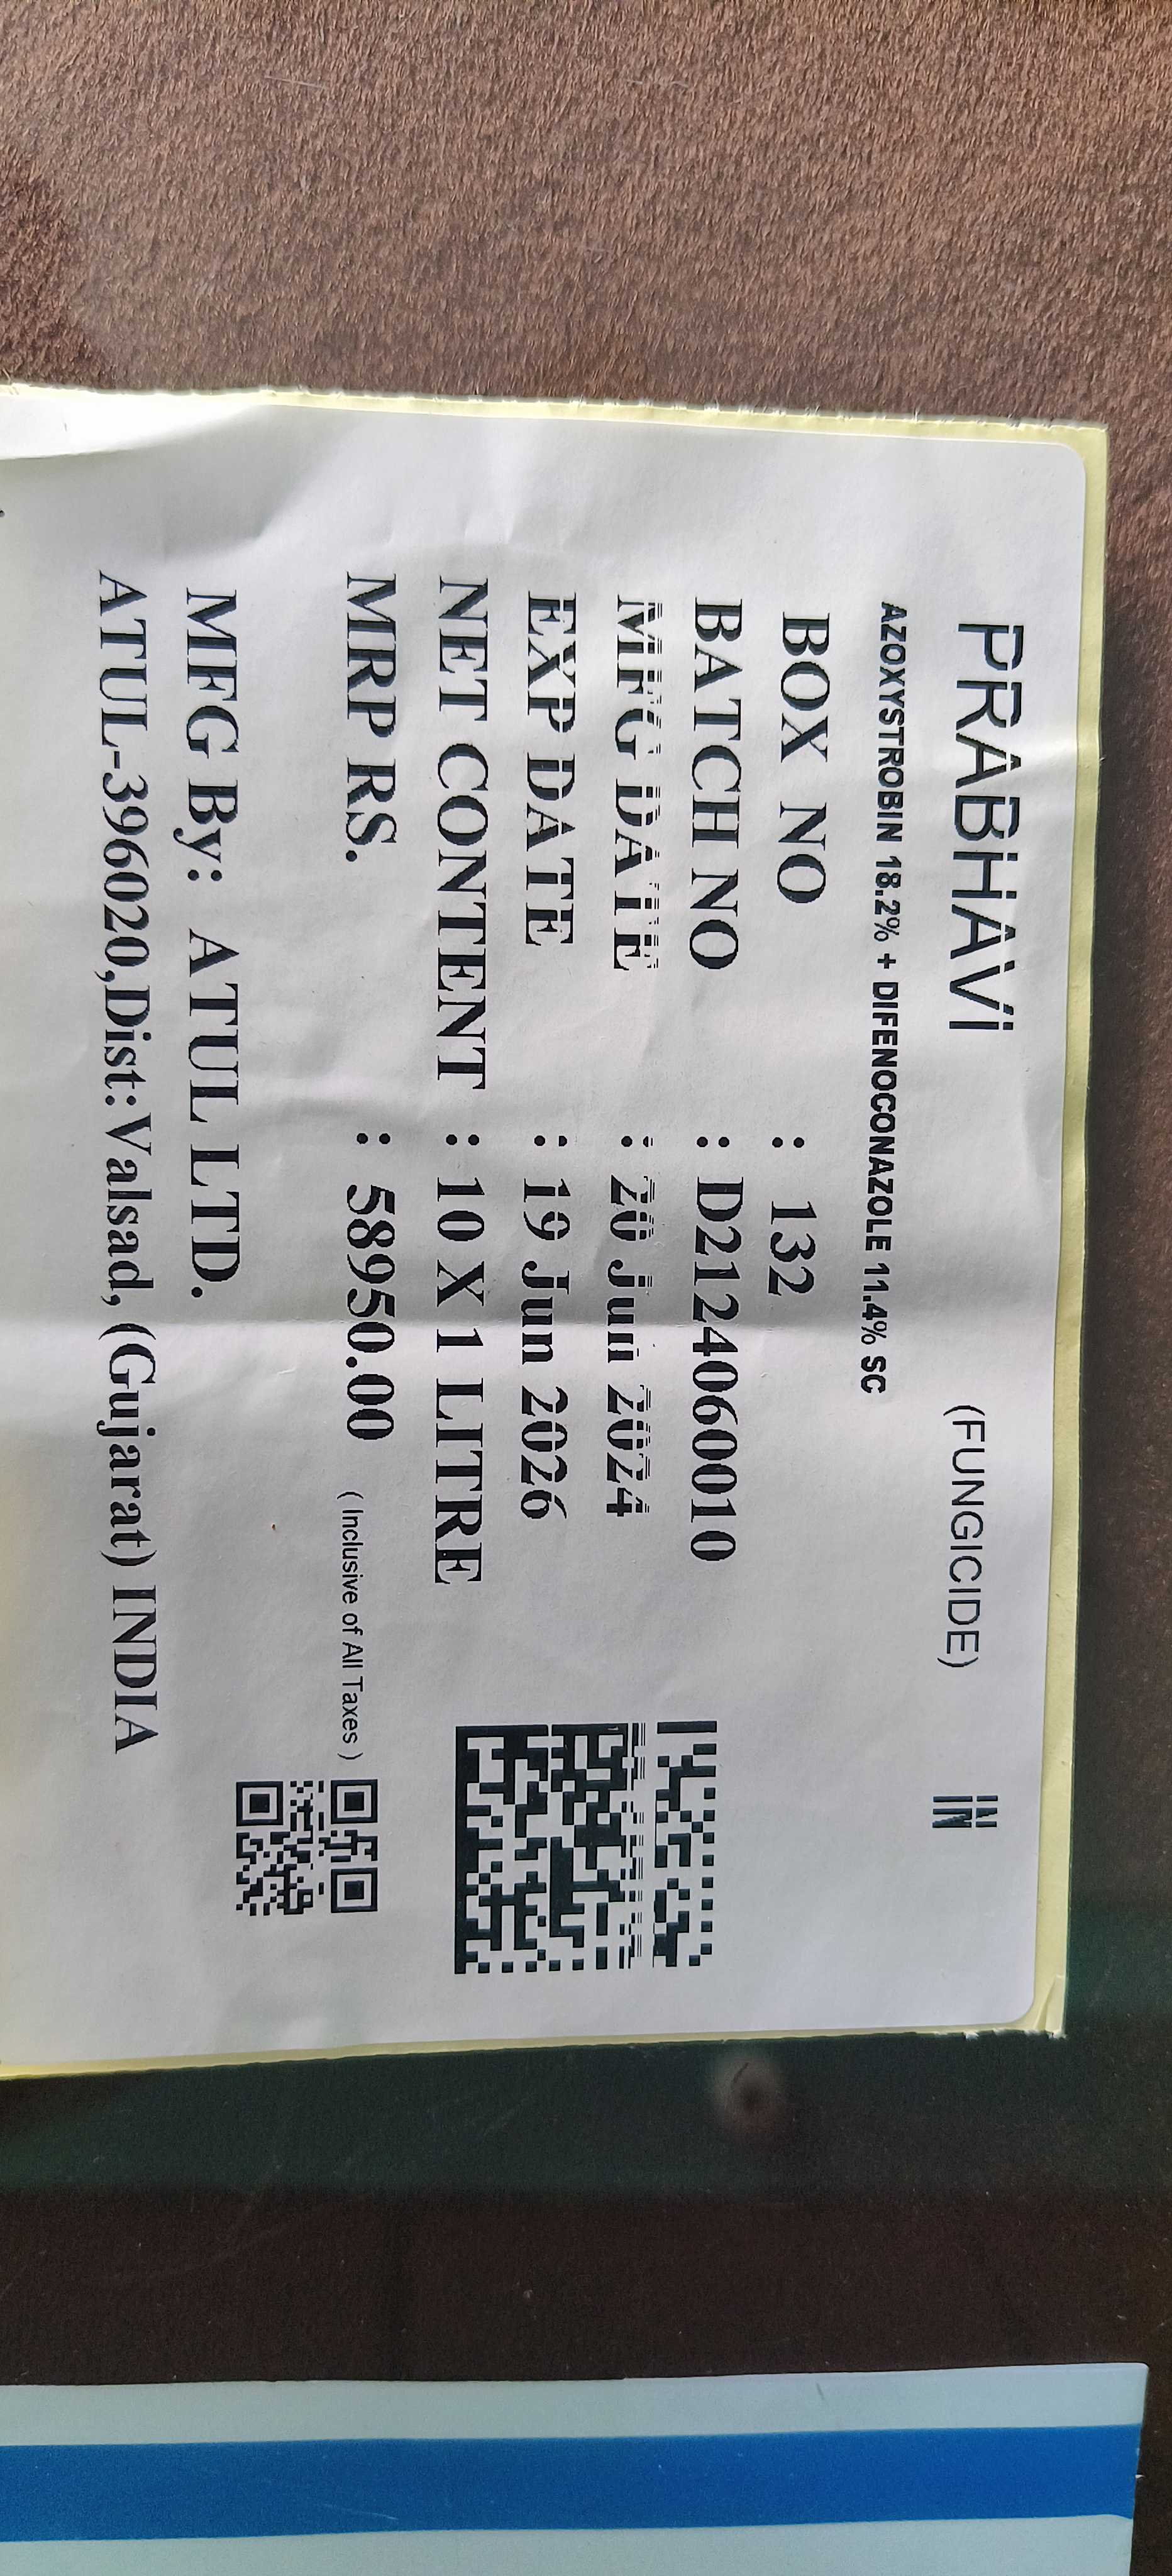 PRABHAVI (FUNGICIDE) IN
AZOXYSTROBIN 18.2% + DIFENOCONAZOLE 11.4% SC
BOX NO : 132
BATCH NO : D2124060010
MFG DATE : 20 Jun 2024
EXP DATE : 19 Jun 2026
NET CONTENT : 10 X 1 LITRE
MRP RS. : 58950.00 ( Inclusive of All Taxes )
MFG By: ATUL LTD.
ATUL-396020,Dist:Valsad, (Gujarat) INDIA